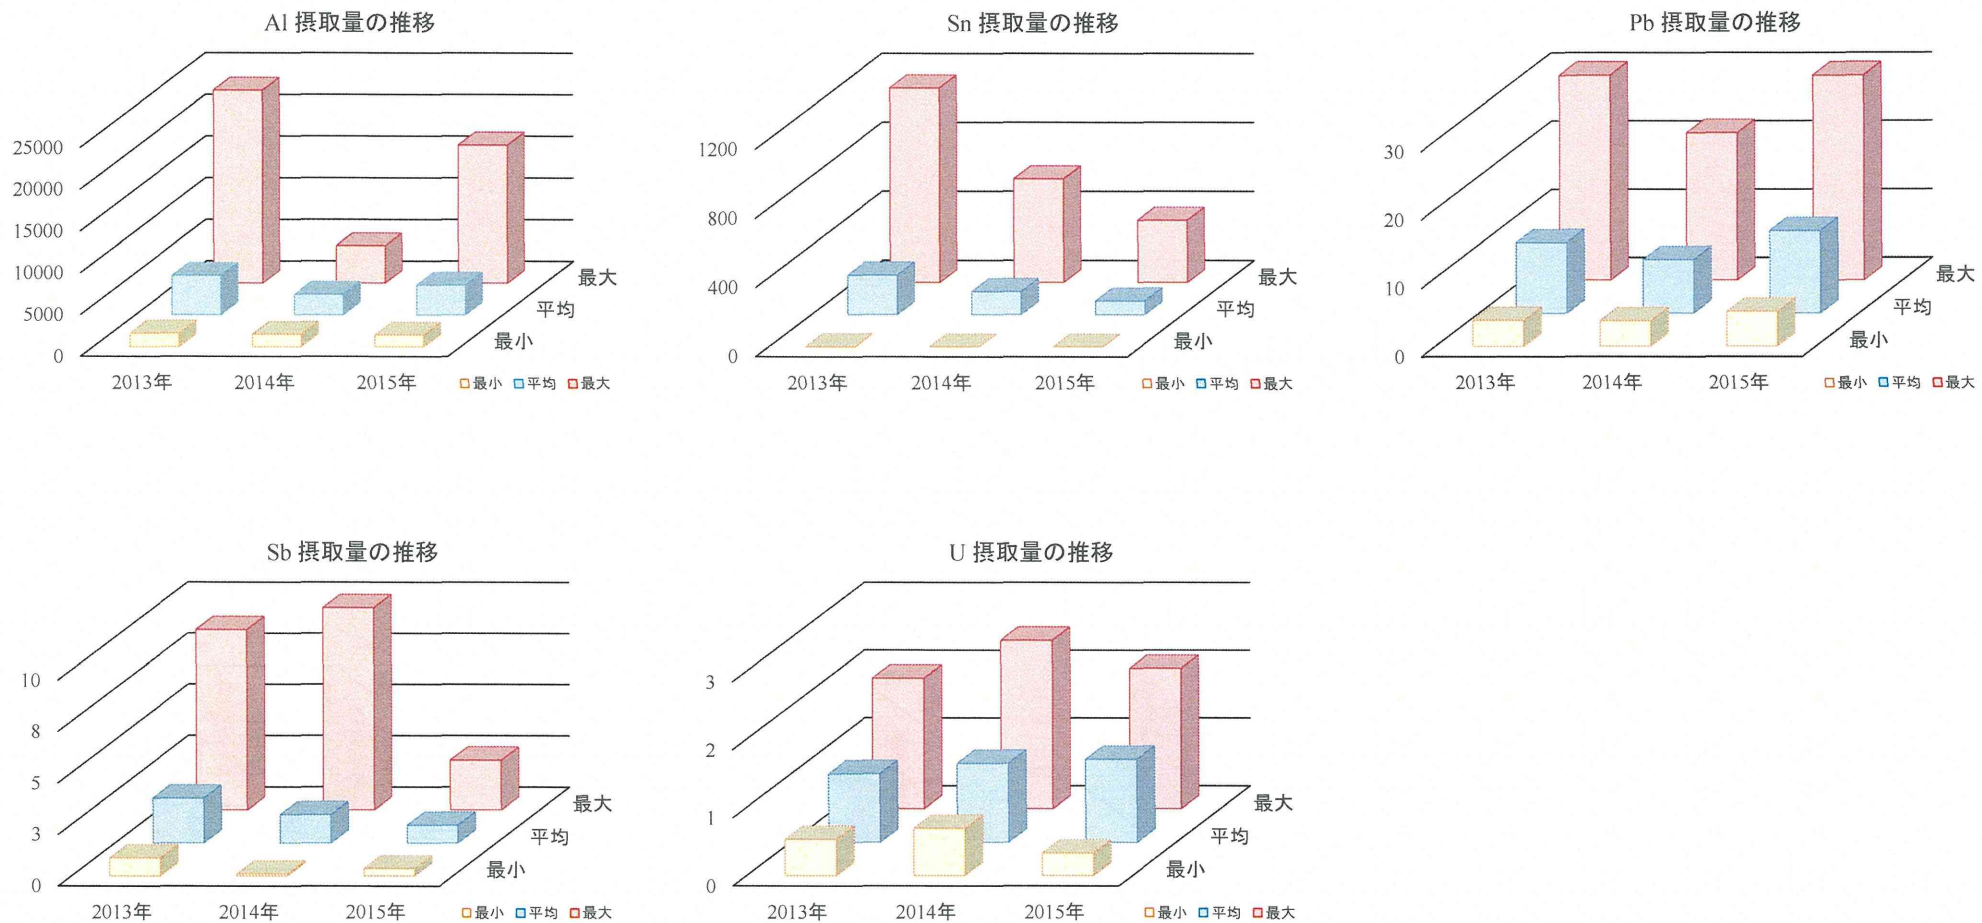 Al 摂取量の推移
25000
20000
15000
10000
5000
0
最大
平均
最小
2013年 2014年 2015年 最小 平均 最大
Sn 摂取量の推移
1200
800
400
0
最大
平均
最小
2013年 2014年 2015年 最小 平均 最大
Pb 摂取量の推移
30
20
10
0
最大
平均
最小
2013年 2014年 2015年 最小 平均 最大
Sb 摂取量の推移
10
8
5
3
0
最大
平均
最小
2013年 2014年 2015年 最小 平均 最大
U 摂取量の推移
3
2
1
0
最大
平均
最小
2013年 2014年 2015年 最小 平均 最大